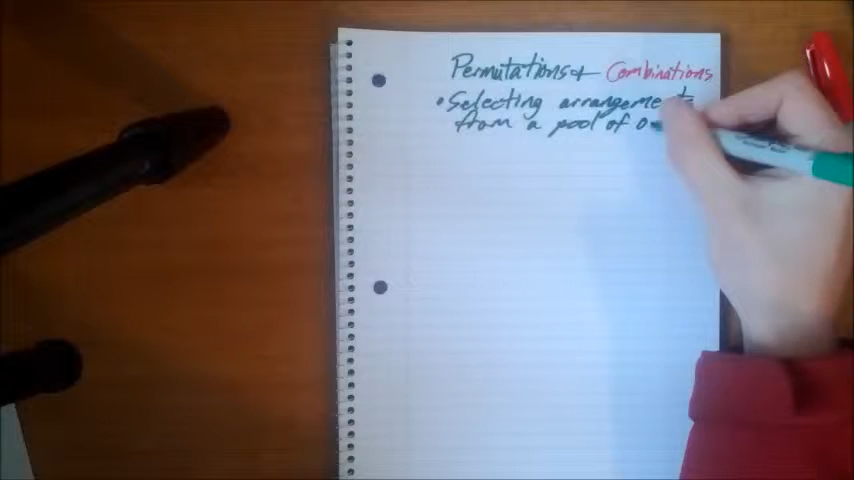 Permutations + Combinations
• Selecting arrangements
from a pool of o